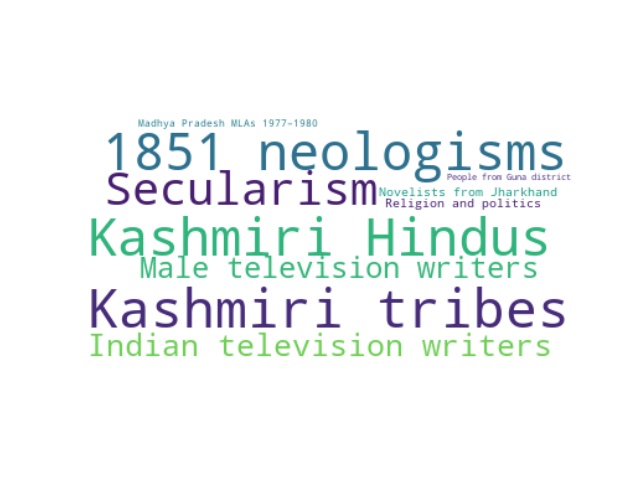 Madhya Pradesh MLAs 1977–1980
1851 neologisms
People from Guna district
Secularism
Novelists from Jharkhand
Religion and politics
Kashmiri Hindus
Male television writers
Kashmiri tribes
Indian television writers